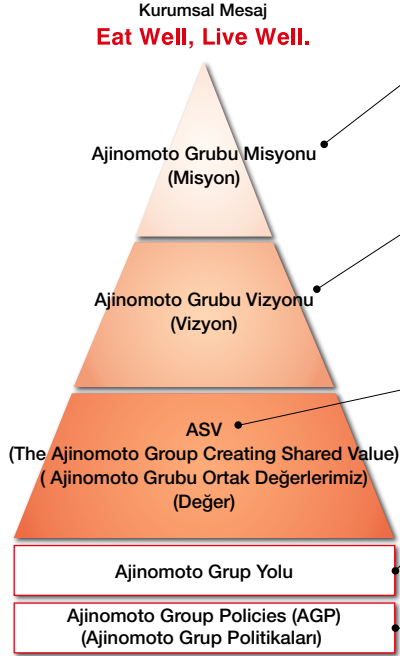 Kurumsal Mesaj
Eat Well, Live Well.
Ajinomoto Grubu Misyonu
(Misyon)
Ajinomoto Grubu Vizyonu
(Vizyon)
ASV
(The Ajinomoto Group Creating Shared Value)
( Ajinomoto Grubu Ortak Değerlerimiz)
(Değer)
Ajinomoto Grup Yolu
Ajinomoto Group Policies (AGP)
(Ajinomoto Grup Politikaları)